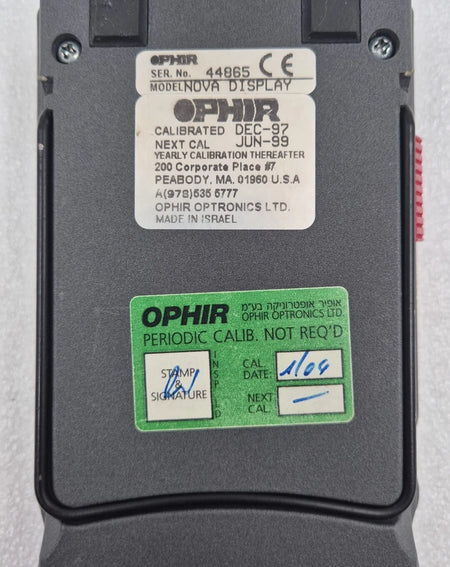 OPHIR
SER. No. 44865 CE
MODEL NOVA DISPLAY
OPHIR
CALIBRATED DEC-97
NEXT CAL JUN-99
YEARLY CALIBRATION THEREAFTER
200 Corporate Place #7
PEABODY, MA. 01960 U.S.A
A(978)535 5777
OPHIR OPTRONICS LTD.
MADE IN ISRAEL
OPHIR
אופיר אופטרוניקה בע"מ
OPHIR OPTRONICS LTD
PERIODIC CALIB. NOT REQ'D
STAMP
&
SIGNATURE
INSP'LD
CAL.
DATE: 1/04
NEXT
CAL. —